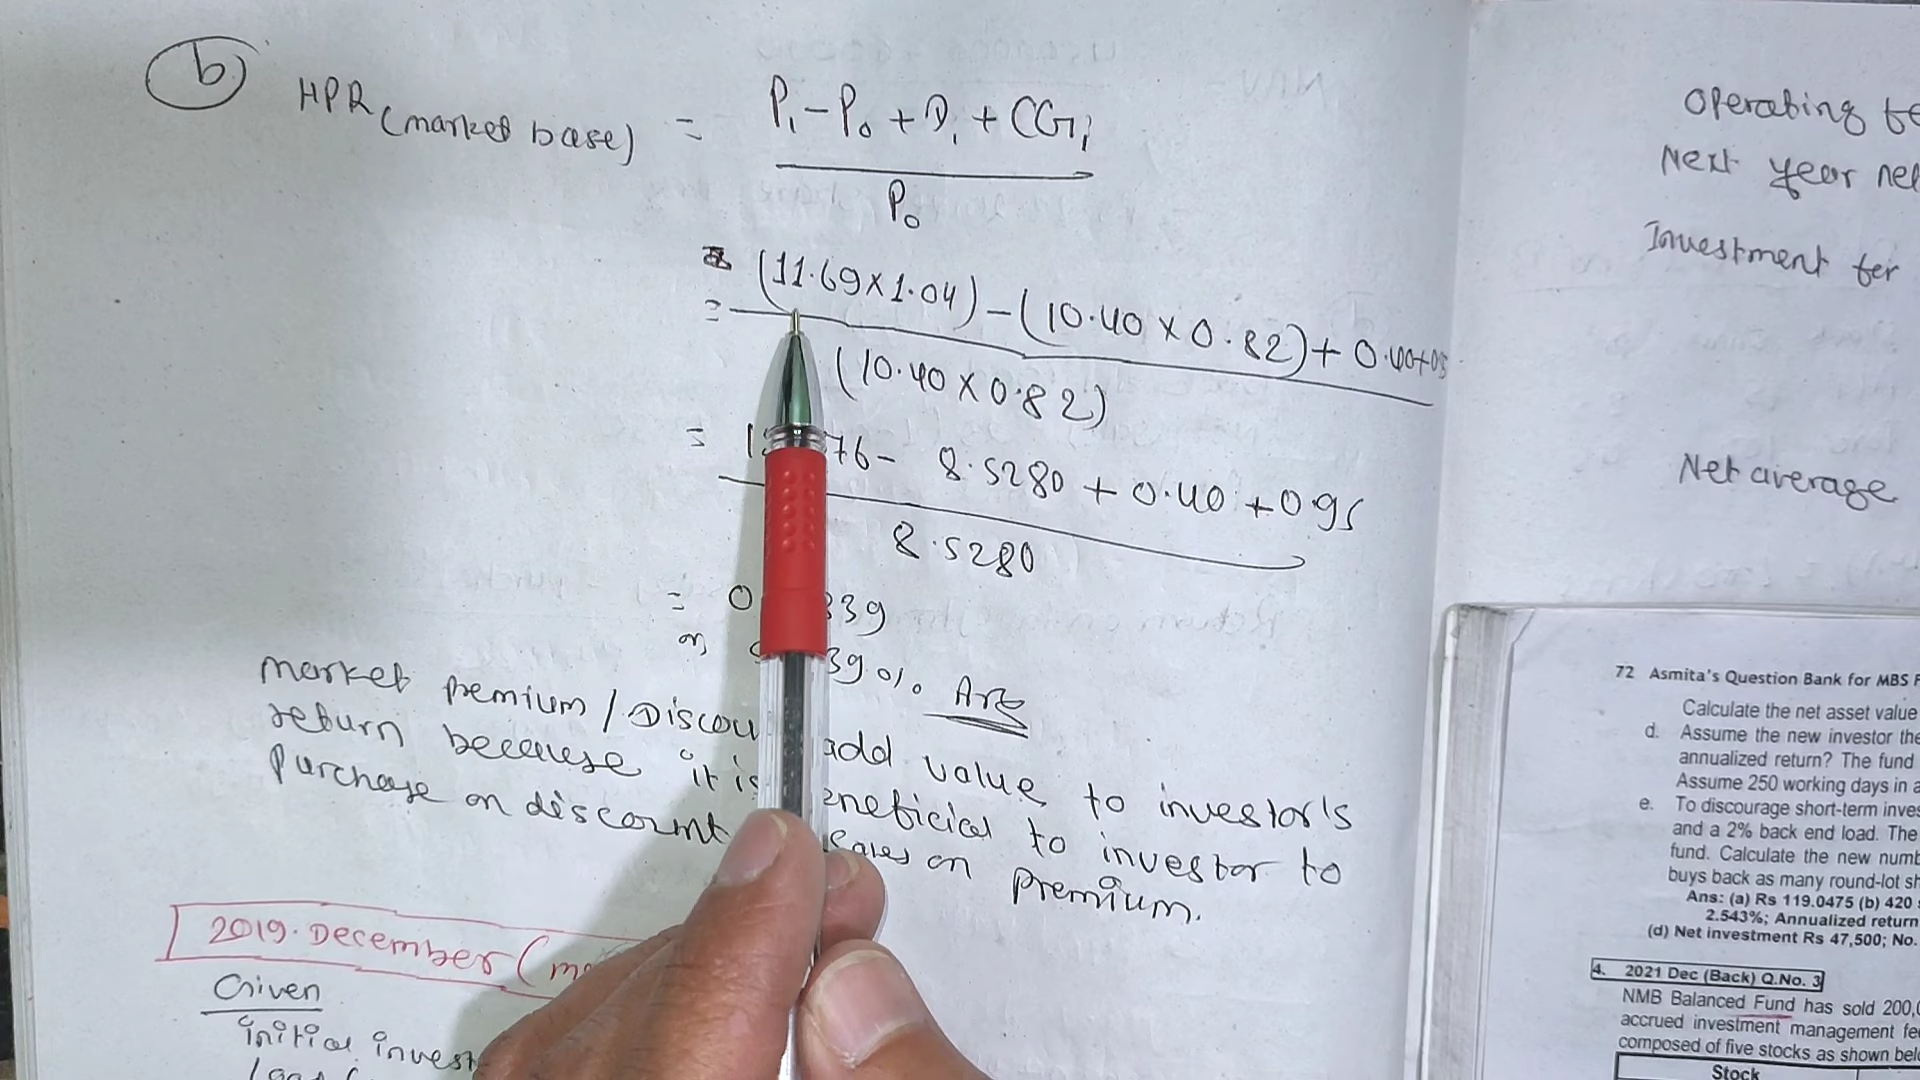 b
HPR (market base) = P₁ - P₀ + D₁ + CG₁
P₀
= (11.69 × 1.04) - (10.40 × 0.82) + 0.40 +
(10.40 × 0.82)
= 76 - 8.5280 + 0.40 + 0.95
8.5280
= 0 339
or 39% Ans
market premium / Discou add value to investor's
return because it is eneficial to investor to
purchase on discount sales on premium.
2019. December (
Given
initial invest
Operating fe
Next year net
Investment fer
Net average
72 Asmita's Question Bank for MBS F
Calculate the net asset value
d. Assume the new investor the
annualized return? The fund
Assume 250 working days in a
e. To discourage short-term inves
and a 2% back end load. The
fund. Calculate the new numb
buys back as many round-lot sh
Ans: (a) Rs 119.0475 (b) 420
2.543%; Annualized return
(d) Net investment Rs 47,500; No.
4. 2021 Dec (Back) Q.No. 3
NMB Balanced Fund has sold 200,0
accrued investment management fe
composed of five stocks as shown bel
Stock